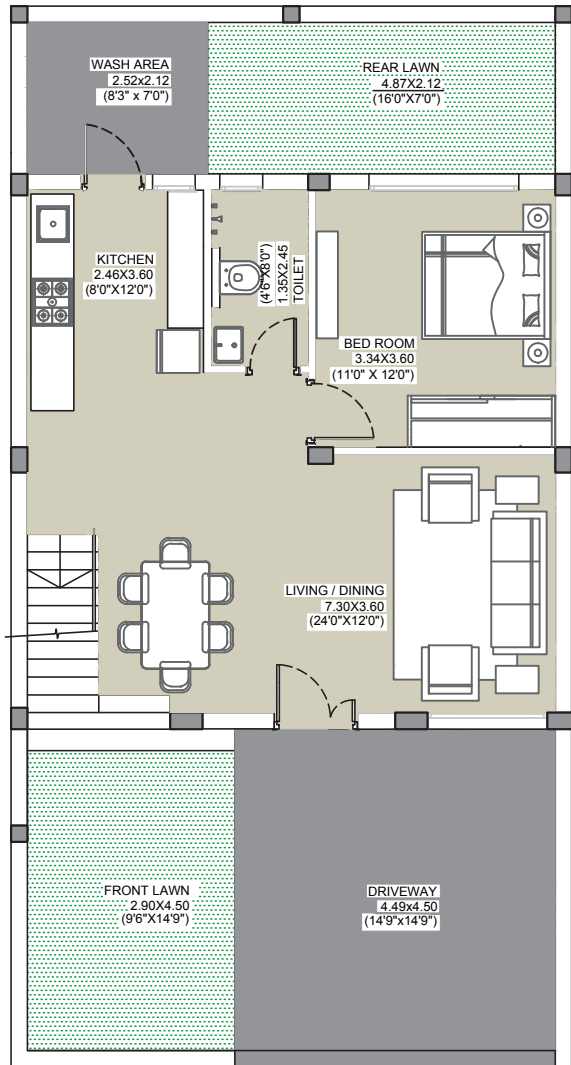 WASH AREA
2.52x2.12
(8'3" x 7'0")
REAR LAWN
4.87X2.12
(16'0"X7'0")
KITCHEN
2.46X3.60
(8'0"X12'0")
TOILET
1.35X2.45
(4'6"X8'0")
BED ROOM
3.34X3.60
(11'0" X 12'0")
LIVING / DINING
7.30X3.60
(24'0"X12'0")
FRONT LAWN
2.90X4.50
(9'6"X14'9")
DRIVEWAY
4.49x4.50
(14'9"x14'9")